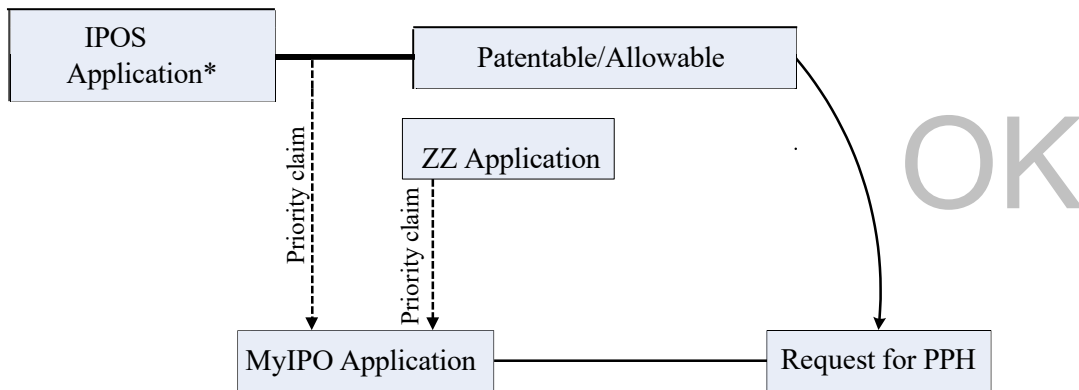 IPOS
Application*
Patentable/Allowable
OK
ZZ Application
Priority claim
Priority claim
MyIPO Application
Request for PPH